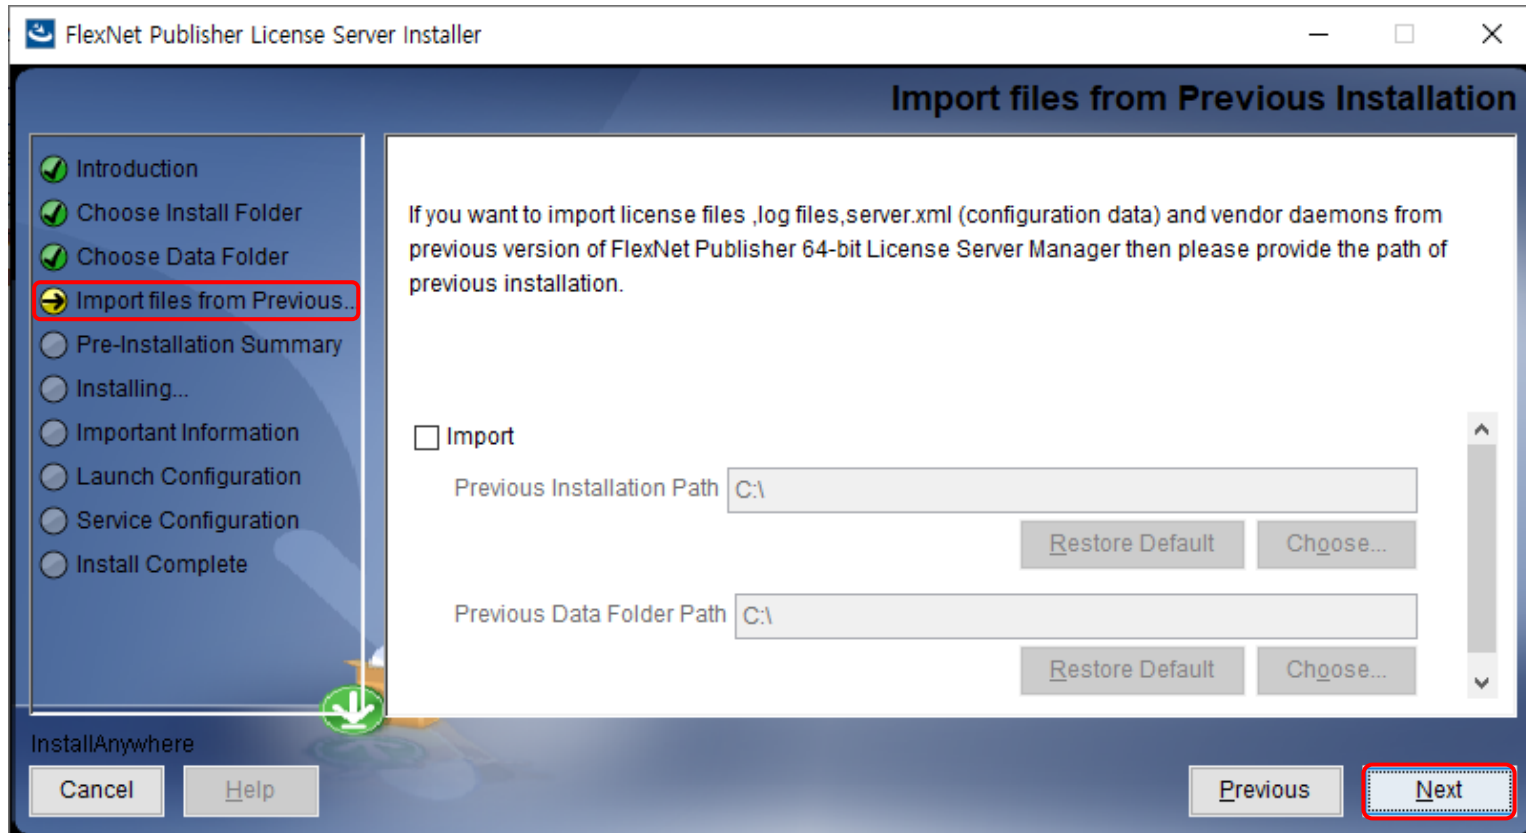 FlexNet Publisher License Server Installer
Import files from Previous Installation
Introduction
Choose Install Folder
Choose Data Folder
Import files from Previous..
Pre-Installation Summary
Installing...
Important Information
Launch Configuration
Service Configuration
Install Complete
If you want to import license files ,log files,server.xml (configuration data) and vendor daemons from
previous version of FlexNet Publisher 64-bit License Server Manager then please provide the path of
previous installation.
Import
Previous Installation Path C:\
Restore Default Choose...
Previous Data Folder Path C:\
Restore Default Choose...
InstallAnywhere
Cancel Help Previous Next